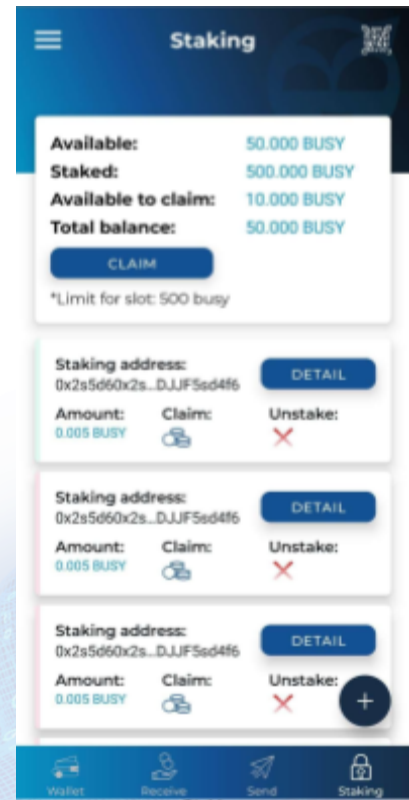 Staking
Available: 50.000 BUSY
Staked: 500.000 BUSY
Available to claim: 10.000 BUSY
Total balance: 50.000 BUSY
CLAIM
*Limit for slot: 500 busy
Staking address:
0x2s5d60x2s...DJJF5sd4f6
DETAIL
Amount: Claim: Unstake:
0.005 BUSY
Staking address:
0x2s5d60x2s...DJJF5sd4f6
DETAIL
Amount: Claim: Unstake:
0.005 BUSY
Staking address:
0x2s5d60x2s...DJJF5sd4f6
DETAIL
Amount: Claim: Unstake:
0.005 BUSY
+
Wallet Receive Send Staking